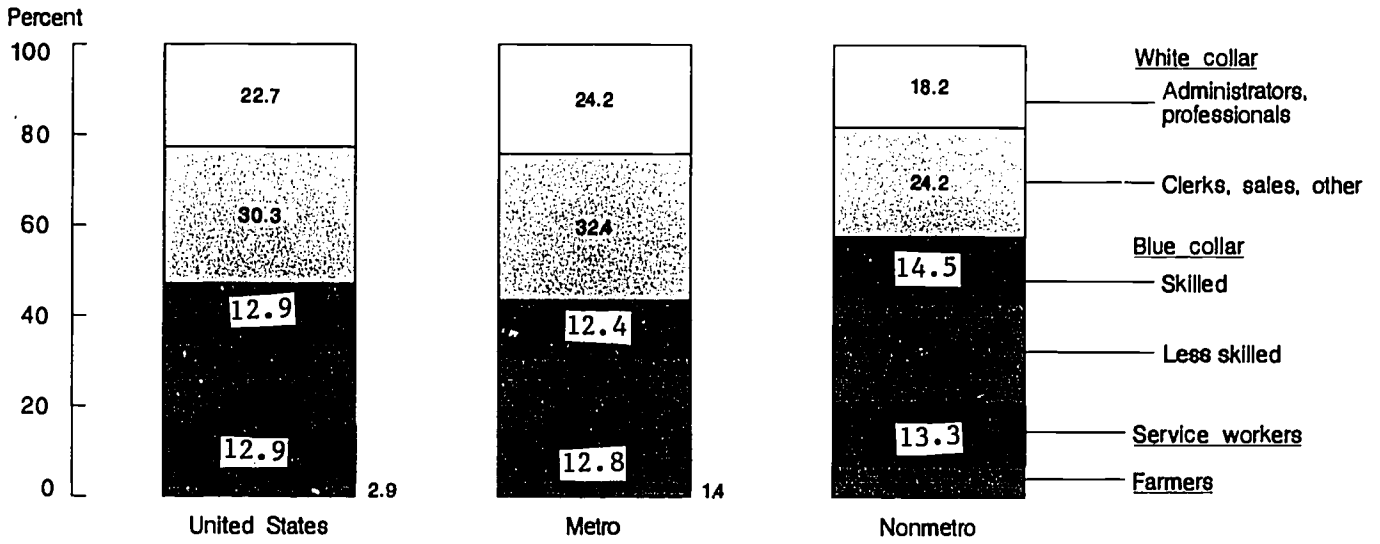 Percent
100
80
60
40
20
0
22.7
30.3
12.9
12.9
2.9
United States
24.2
32.4
12.4
12.8
1.4
Metro
18.2
24.2
14.5
13.3
Nonmetro
White collar
Administrators,
professionals
Clerks, sales, other
Blue collar
Skilled
Less skilled
Service workers
Farmers